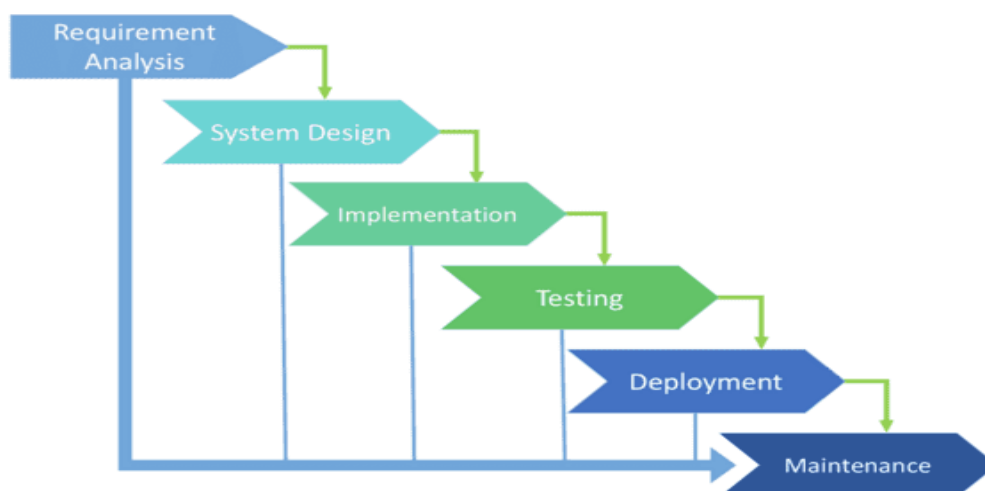 Requirement
Analysis
System Design
Implementation
Testing
Deployment
Maintenance